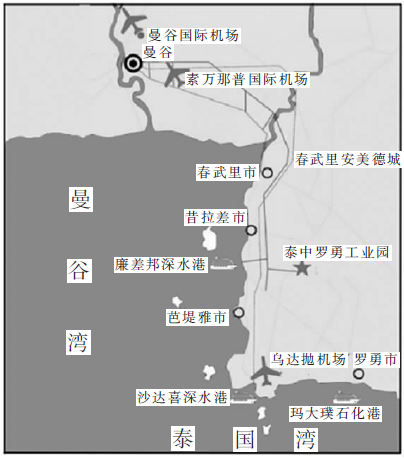 曼谷国际机场
曼谷
素万那普国际机场
春武里安美德城
春武里市
曼谷湾
昔拉差市
泰中罗勇工业园
廉差邦深水港
芭堤雅市
乌达抛机场
罗勇市
沙达喜深水港
玛大璞石化港
泰国湾